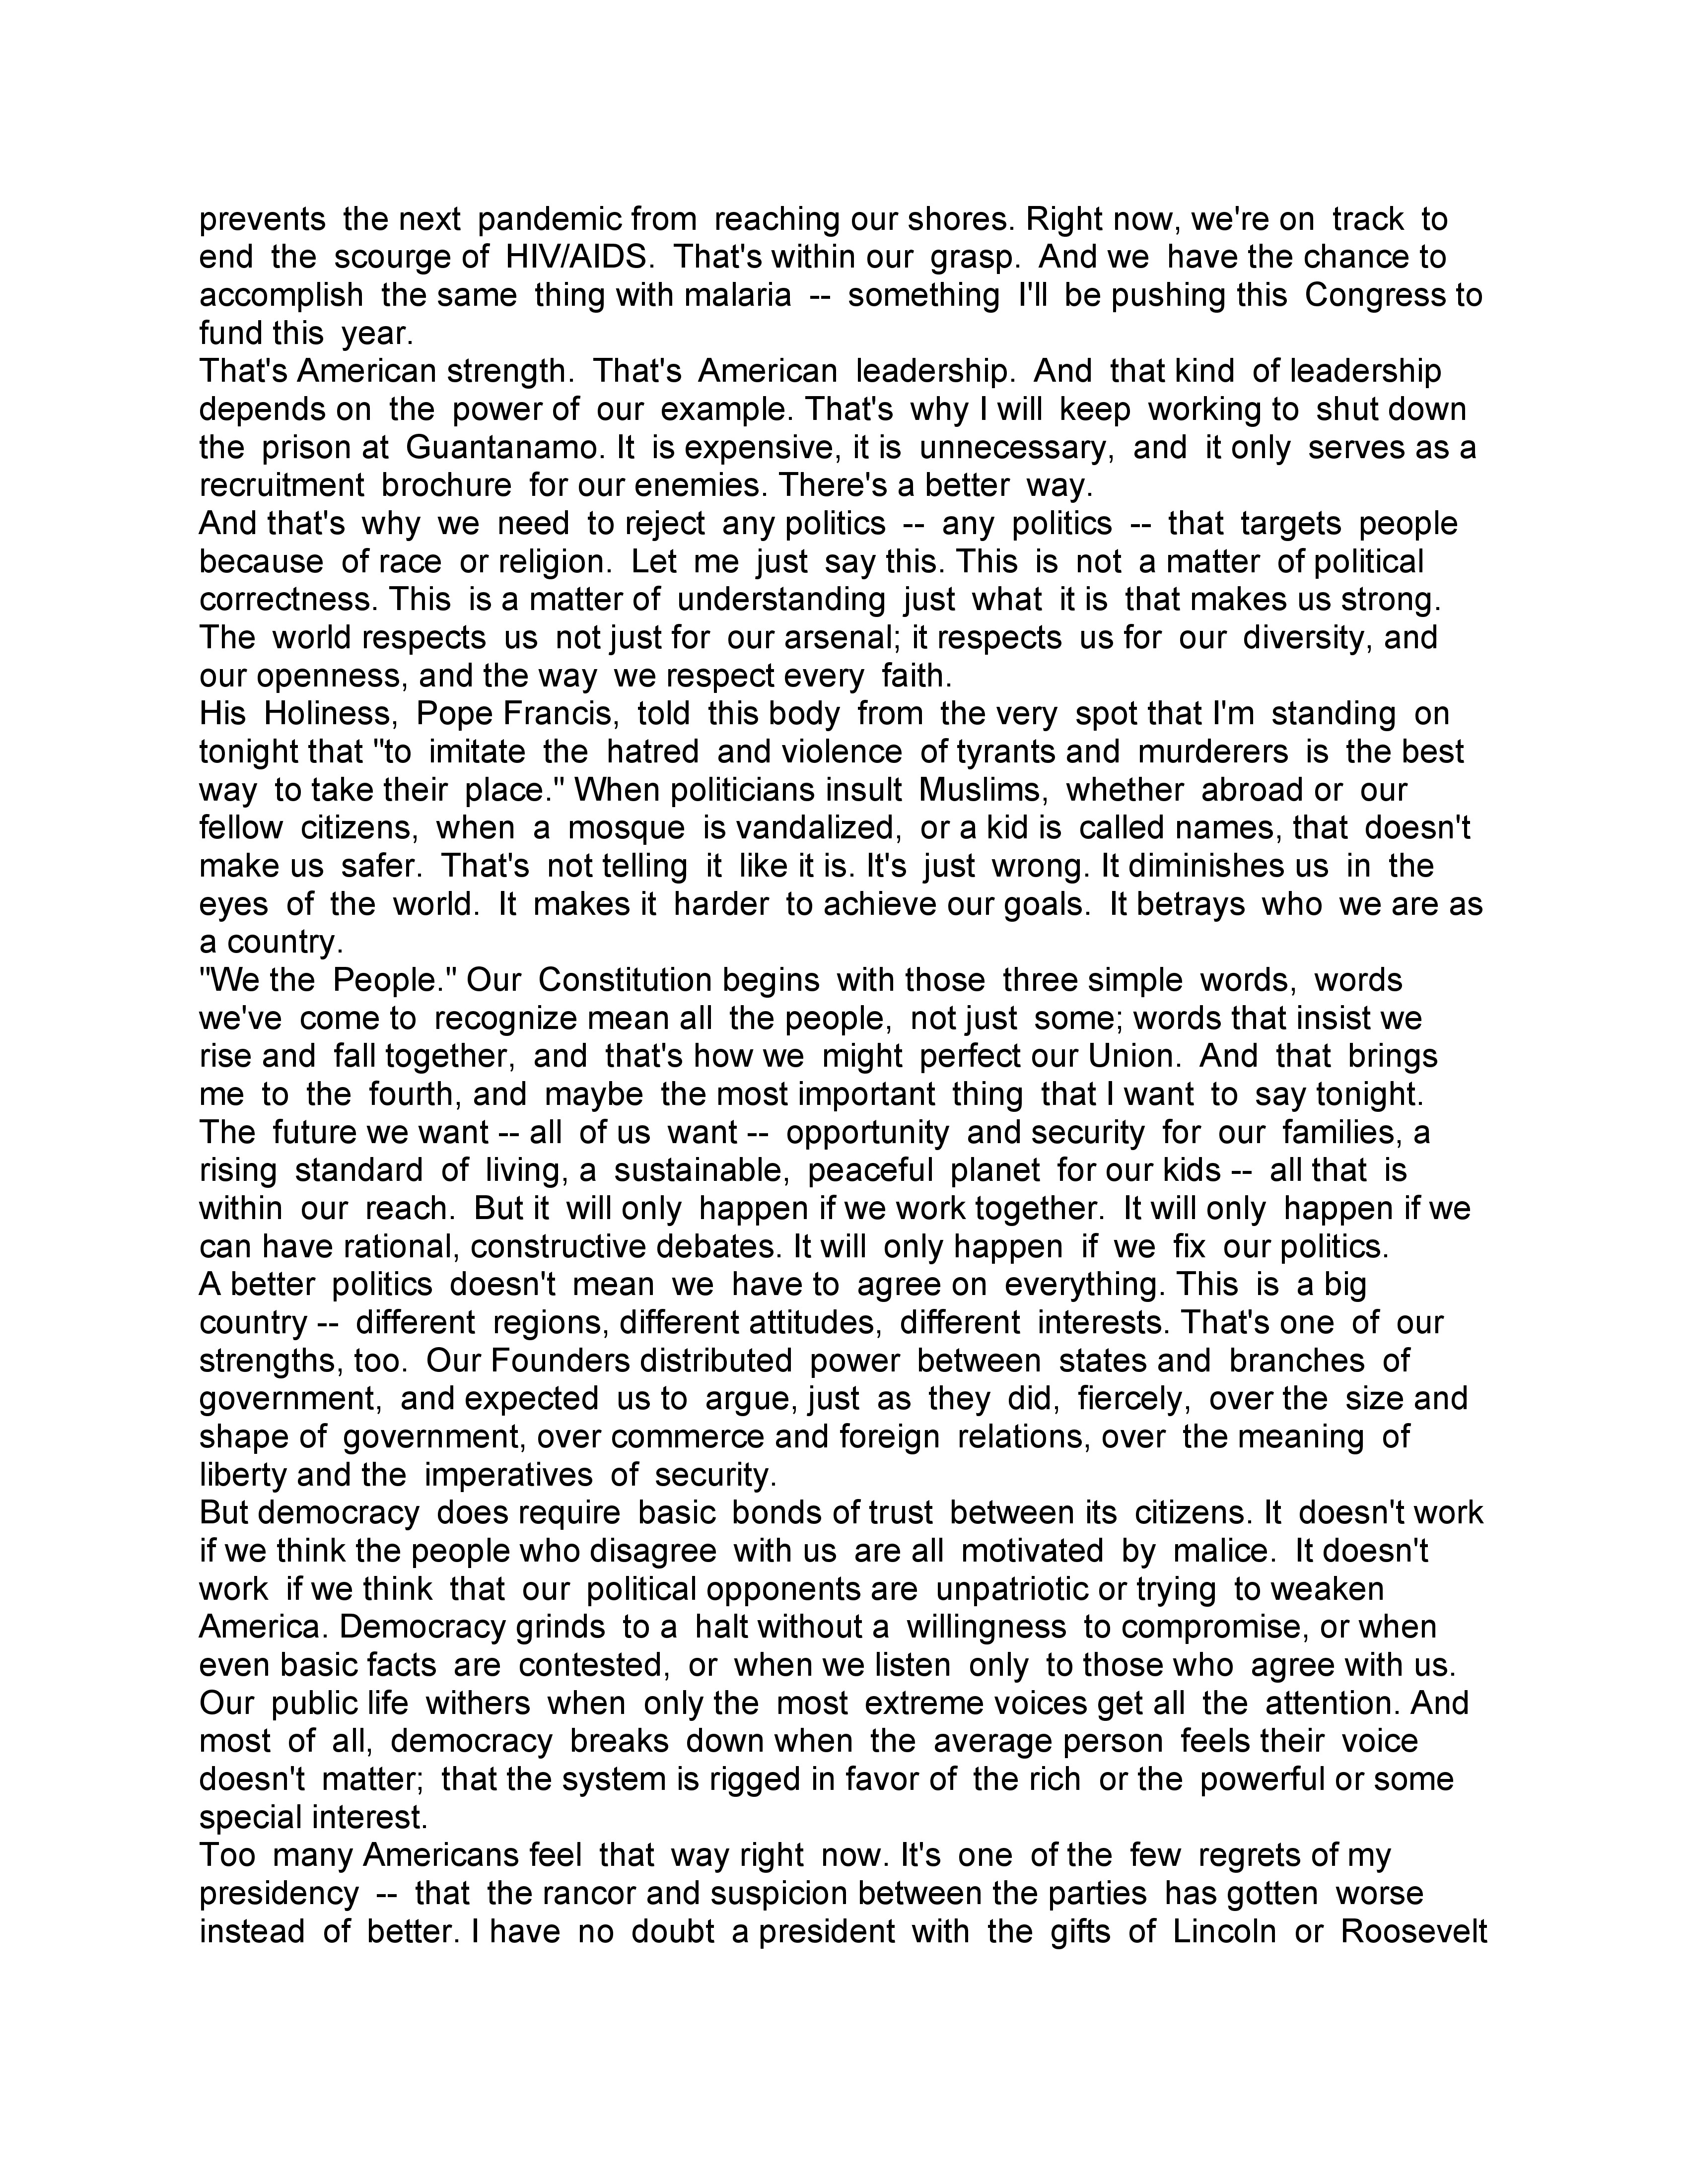 prevents the next pandemic from reaching our shores. Right now, we're on track to
end the scourge of HIV/AIDS. That's within our grasp. And we have the chance to
accomplish the same thing with malaria -- something I'll be pushing this Congress to
fund this year.
That's American strength. That's American leadership. And that kind of leadership
depends on the power of our example. That's why I will keep working to shut down
the prison at Guantanamo. It is expensive, it is unnecessary, and it only serves as a
recruitment brochure for our enemies. There's a better way.
And that's why we need to reject any politics -- any politics -- that targets people
because of race or religion. Let me just say this. This is not a matter of political
correctness. This is a matter of understanding just what it is that makes us strong.
The world respects us not just for our arsenal; it respects us for our diversity, and
our openness, and the way we respect every faith.
His Holiness, Pope Francis, told this body from the very spot that I'm standing on
tonight that "to imitate the hatred and violence of tyrants and murderers is the best
way to take their place." When politicians insult Muslims, whether abroad or our
fellow citizens, when a mosque is vandalized, or a kid is called names, that doesn't
make us safer. That's not telling it like it is. It's just wrong. It diminishes us in the
eyes of the world. It makes it harder to achieve our goals. It betrays who we are as
a country.
"We the People." Our Constitution begins with those three simple words, words
we've come to recognize mean all the people, not just some; words that insist we
rise and fall together, and that's how we might perfect our Union. And that brings
me to the fourth, and maybe the most important thing that I want to say tonight.
The future we want -- all of us want -- opportunity and security for our families, a
rising standard of living, a sustainable, peaceful planet for our kids -- all that is
within our reach. But it will only happen if we work together. It will only happen if we
can have rational, constructive debates. It will only happen if we fix our politics.
A better politics doesn't mean we have to agree on everything. This is a big
country -- different regions, different attitudes, different interests. That's one of our
strengths, too. Our Founders distributed power between states and branches of
government, and expected us to argue, just as they did, fiercely, over the size and
shape of government, over commerce and foreign relations, over the meaning of
liberty and the imperatives of security.
But democracy does require basic bonds of trust between its citizens. It doesn't work
if we think the people who disagree with us are all motivated by malice. It doesn't
work if we think that our political opponents are unpatriotic or trying to weaken
America. Democracy grinds to a halt without a willingness to compromise, or when
even basic facts are contested, or when we listen only to those who agree with us.
Our public life withers when only the most extreme voices get all the attention. And
most of all, democracy breaks down when the average person feels their voice
doesn't matter; that the system is rigged in favor of the rich or the powerful or some
special interest.
Too many Americans feel that way right now. It's one of the few regrets of my
presidency -- that the rancor and suspicion between the parties has gotten worse
instead of better. I have no doubt a president with the gifts of Lincoln or Roosevelt